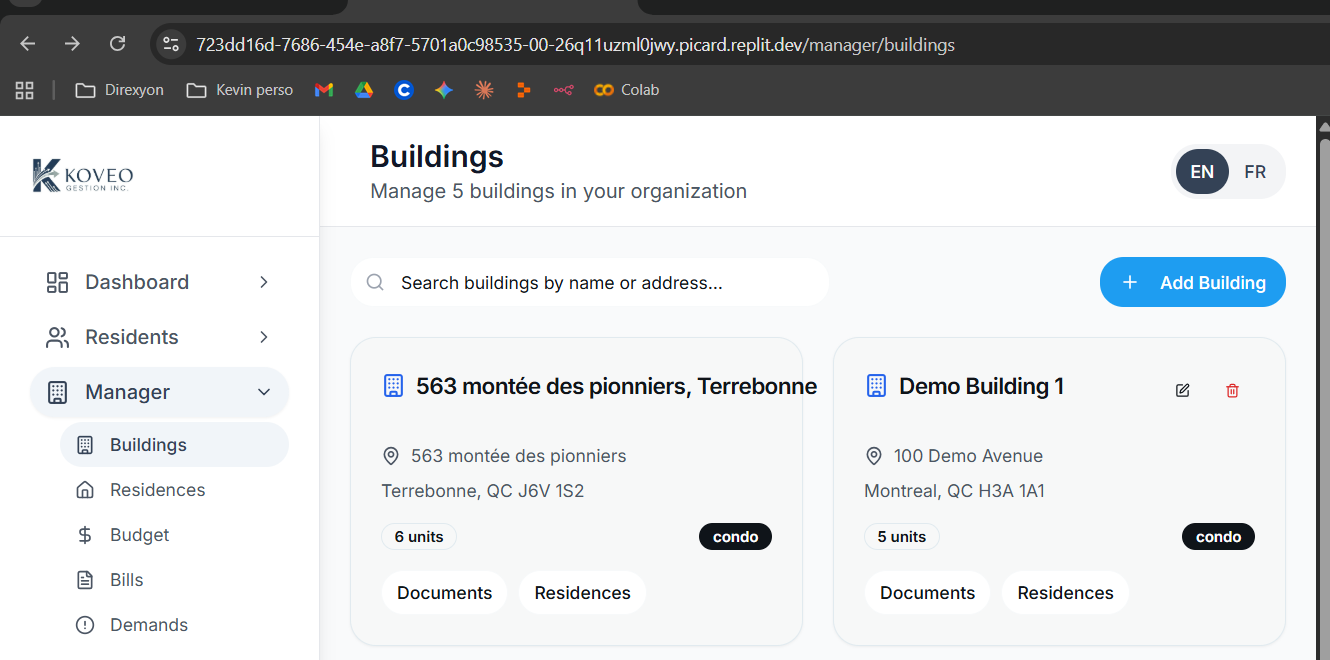 723dd16d-7686-454e-a8f7-5701a0c98535-00-26q11uzml0jwy.picard.replit.dev/manager/buildings
Direxyon
Kevin perso
Colab
KOVEO
GESTION INC.
Buildings
Manage 5 buildings in your organization
EN
FR
Dashboard
Residents
Manager
Buildings
Residences
Budget
Bills
Demands
Search buildings by name or address...
Add Building
563 montée des pionniers, Terrebonne
563 montée des pionniers
Terrebonne, QC J6V 1S2
6 units
condo
Documents
Residences
Demo Building 1
100 Demo Avenue
Montreal, QC H3A 1A1
5 units
condo
Documents
Residences